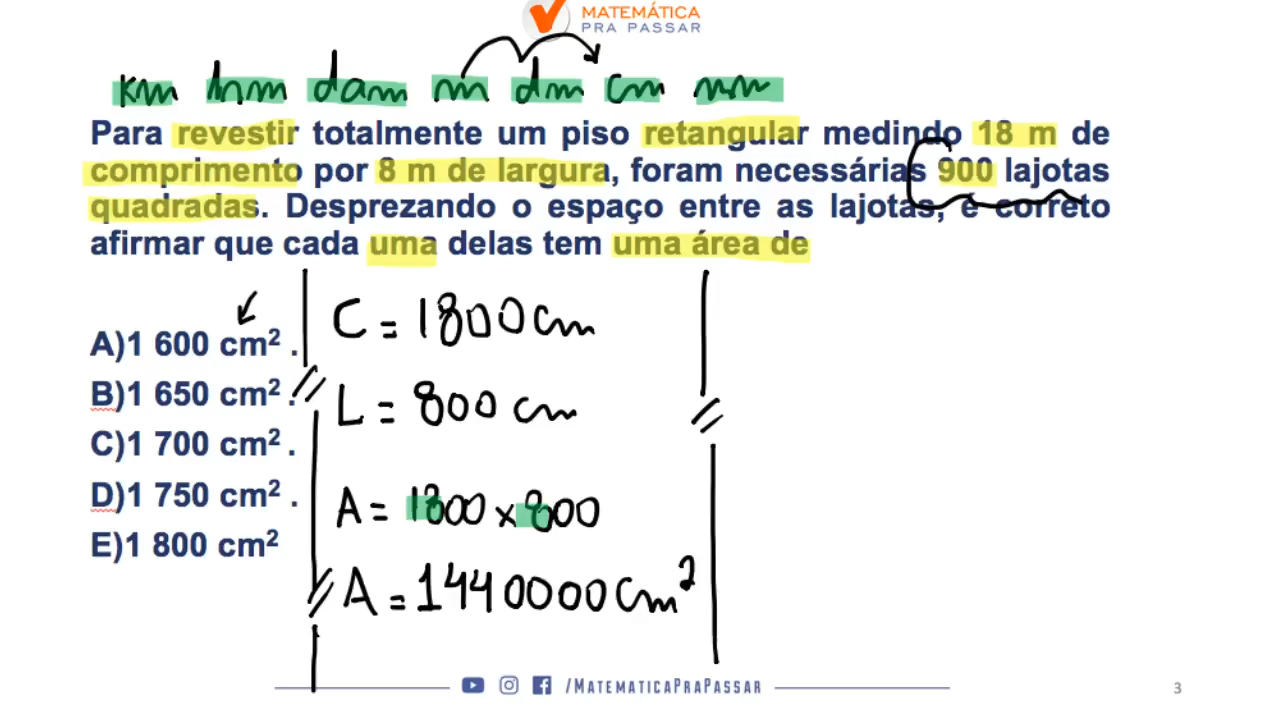 MATEMÁTICA
PRA PASSAR
km hm dam m dm cm mm
Para revestir totalmente um piso retangular medindo 18 m de
comprimento por 8 m de largura, foram necessárias 900 lajotas
quadradas. Desprezando o espaço entre as lajotas, é correto
afirmar que cada uma delas tem uma área de
A)1 600 cm² .
B)1 650 cm² .
C)1 700 cm² .
D)1 750 cm² .
E)1 800 cm²
C = 1800 cm
L = 800 cm
A = 1800 x 800
A = 1440000 cm²
/MATEMATICAPRAPASSAR
3